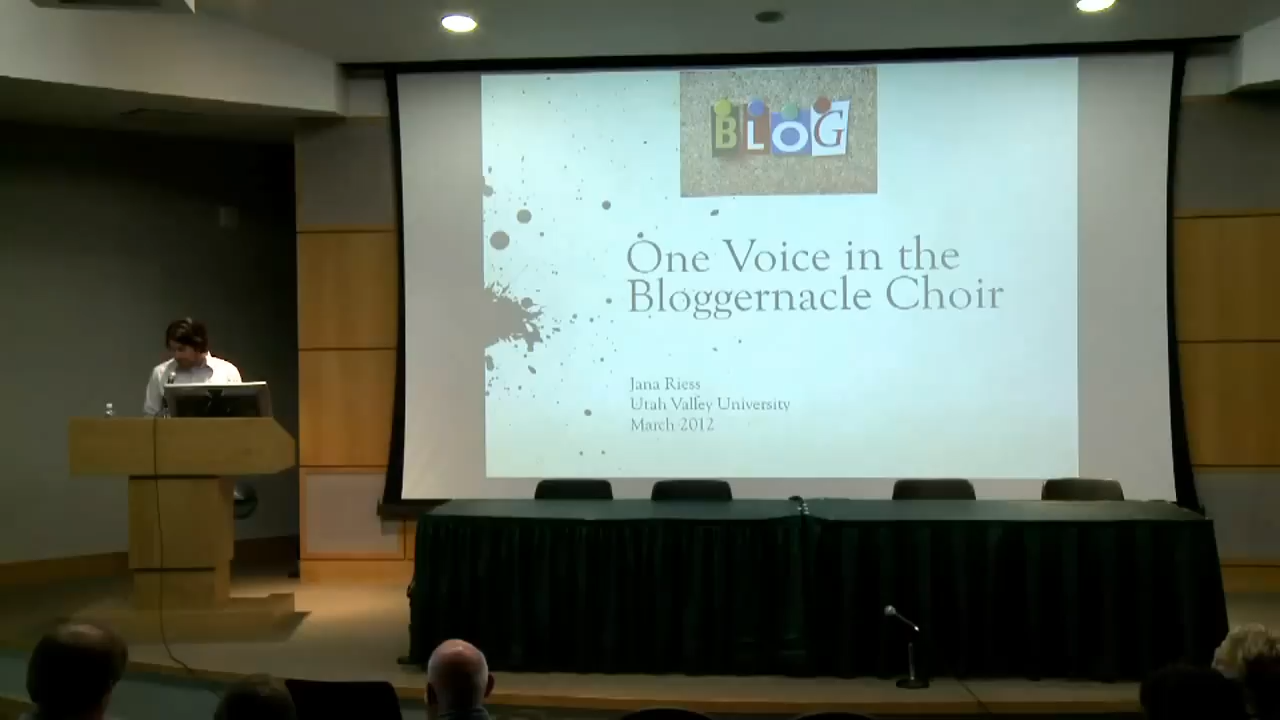 BLOG
One Voice in the
Bloggernacle Choir
Jana Riess
Utah Valley University
March 2012